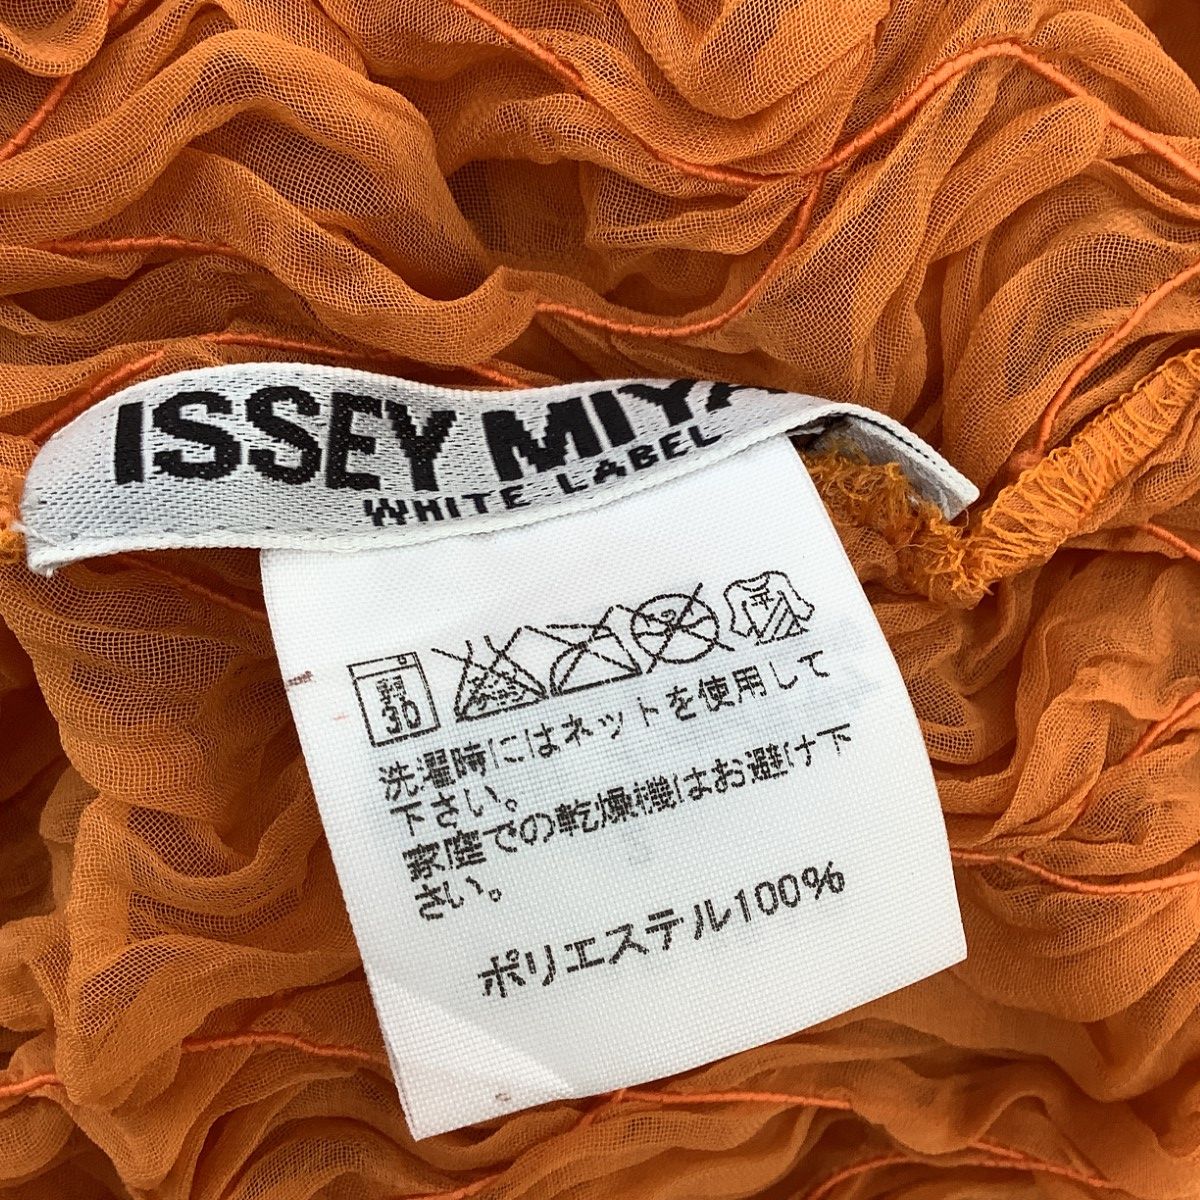 ISSEY MIYA
WHITE LABEL
30
洗濯時にはネットを使用して
下さい。
家庭での乾燥機はお避け下
さい。
ポリエステル100%